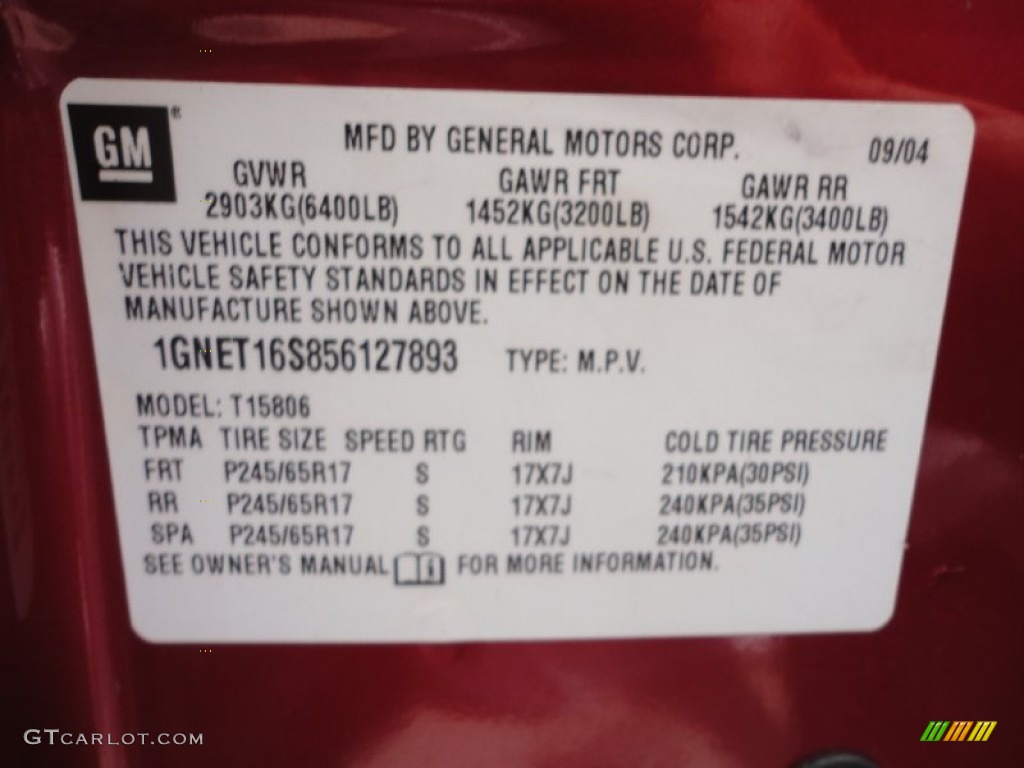 GM ® MFD BY GENERAL MOTORS CORP. 09/04
GVWR GAWR FRT GAWR RR
2903KG(6400LB) 1452KG(3200LB) 1542KG(3400LB)
THIS VEHICLE CONFORMS TO ALL APPLICABLE U.S. FEDERAL MOTOR
VEHICLE SAFETY STANDARDS IN EFFECT ON THE DATE OF
MANUFACTURE SHOWN ABOVE.
1GNET16S856127893 TYPE: M.P.V.
MODEL: T15806
TPMA TIRE SIZE SPEED RTG RIM COLD TIRE PRESSURE
FRT P245/65R17 S 17X7J 210KPA(30PSI)
RR P245/65R17 S 17X7J 240KPA(35PSI)
SPA P245/65R17 S 17X7J 240KPA(35PSI)
SEE OWNER'S MANUAL i FOR MORE INFORMATION.
GTCARLOT.COM